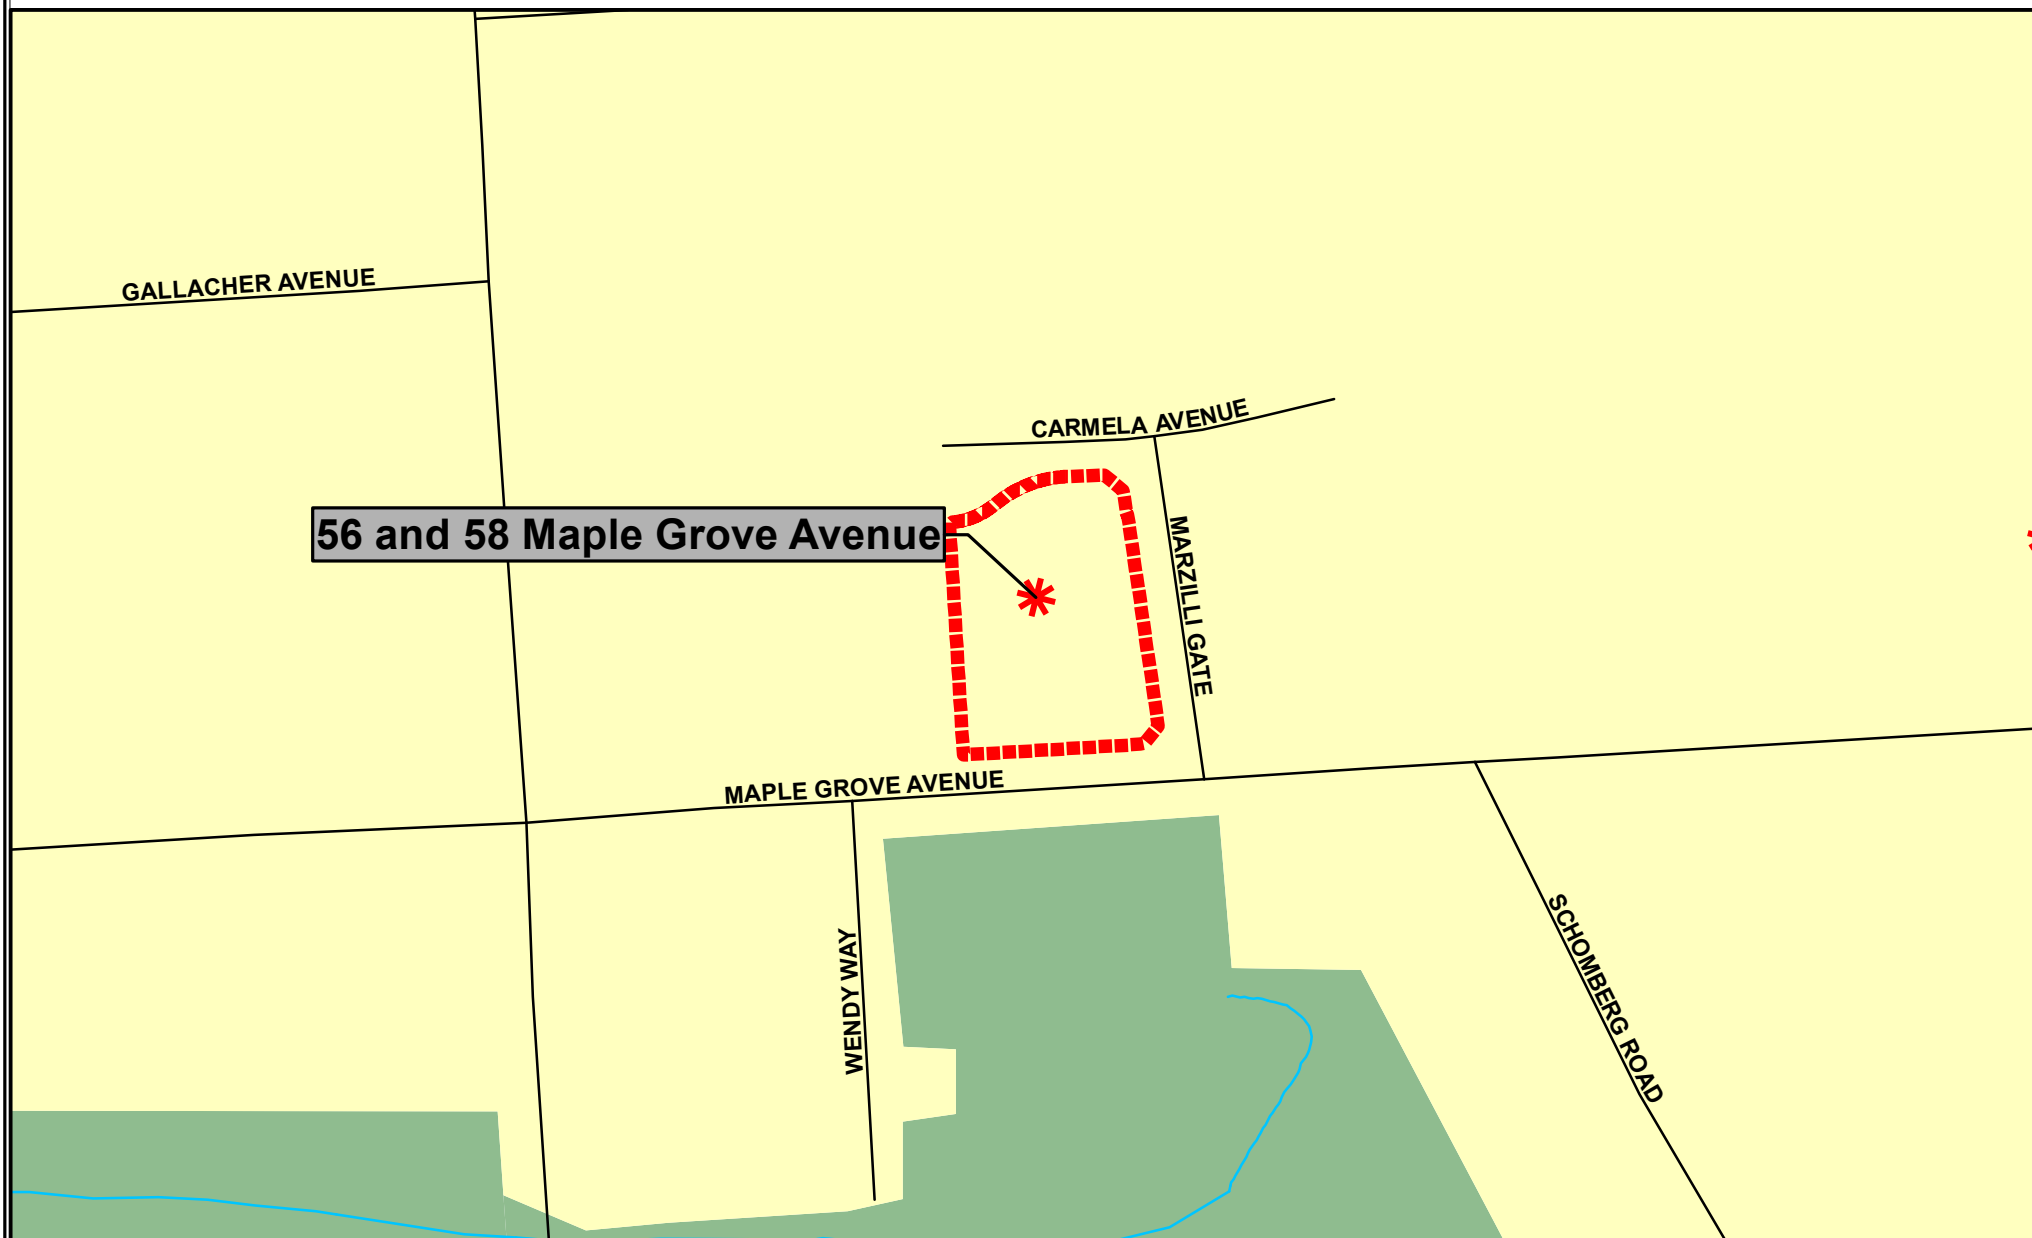 GALLACHER AVENUE
CARMELA AVENUE
56 and 58 Maple Grove Avenue
MARZILLI GATE
MAPLE GROVE AVENUE
WENDY WAY
SCHOMBERG ROAD